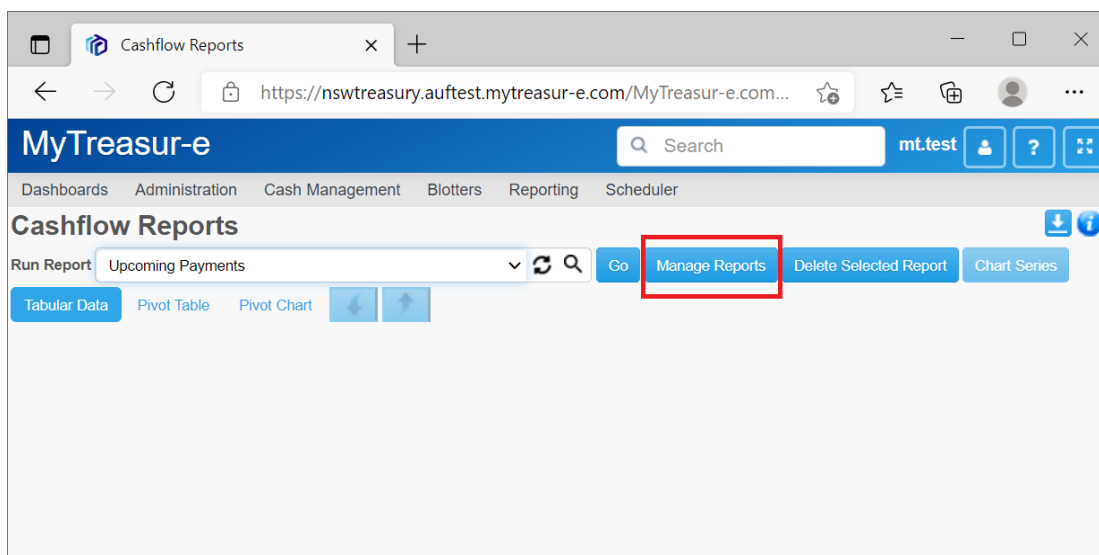 Cashflow Reports
https://nswtreasury.auftest.mytreasur-e.com/MyTreasur-e.com...
MyTreasur-e Search mt.test ?
Dashboards Administration Cash Management Blotters Reporting Scheduler
Cashflow Reports
Run Report Upcoming Payments Go Manage Reports Delete Selected Report Chart Series
Tabular Data Pivot Table Pivot Chart